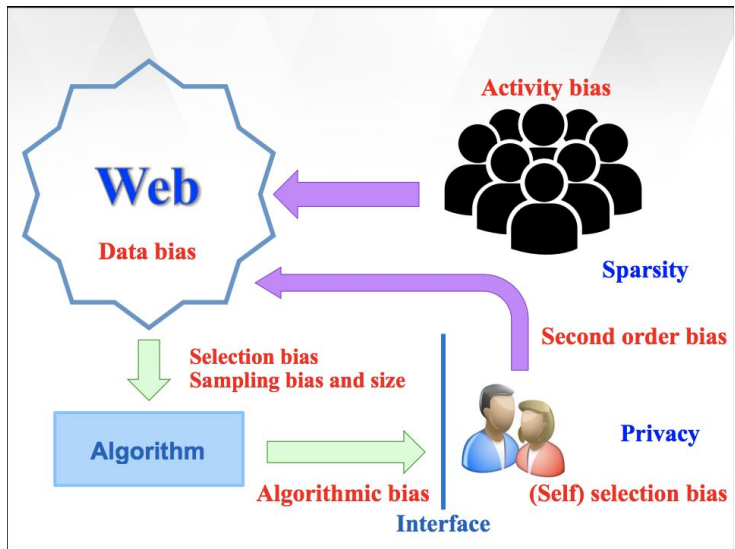 Activity bias
Web
Data bias
Sparsity
Second order bias
Selection bias
Sampling bias and size
Algorithm
Privacy
Algorithmic bias
(Self) selection bias
Interface